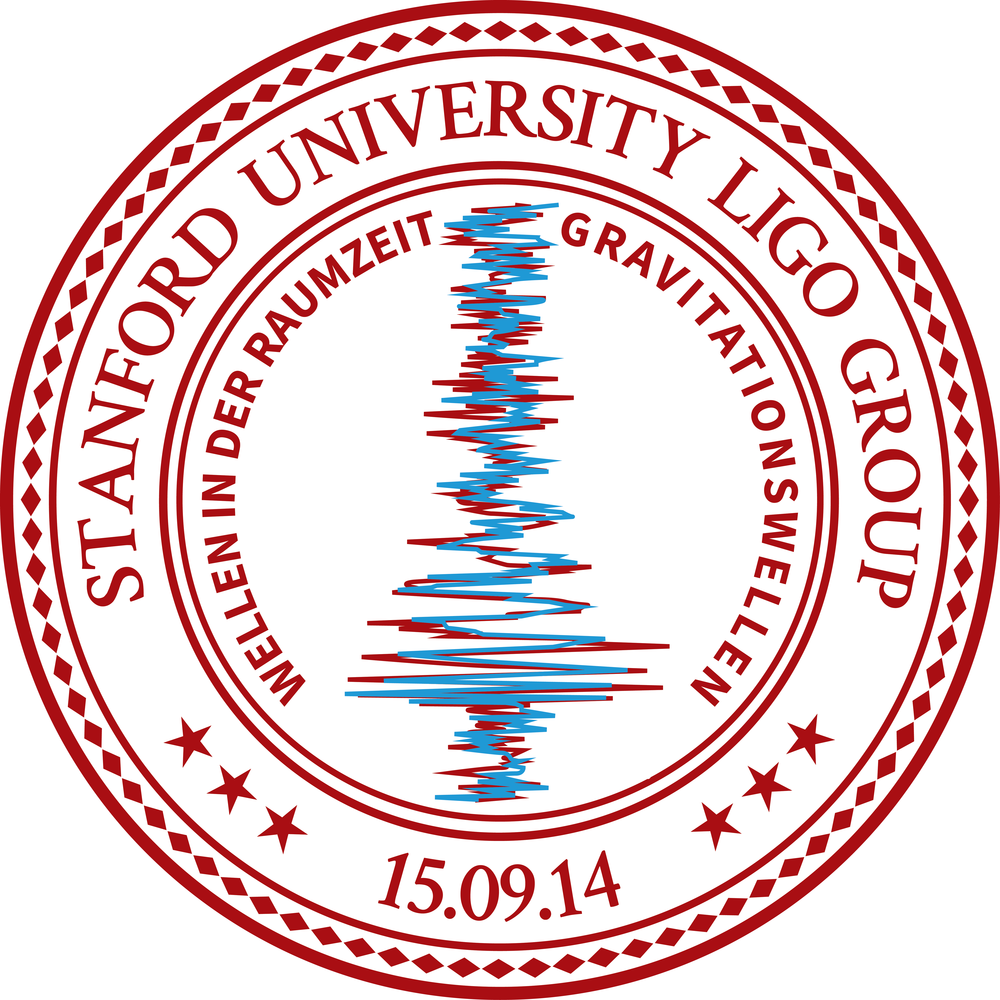 STANFORD UNIVERSITY LIGO GROUP
WELLEN IN DER RAUMZEIT
GRAVITATIONSWELLEN
15.09.14